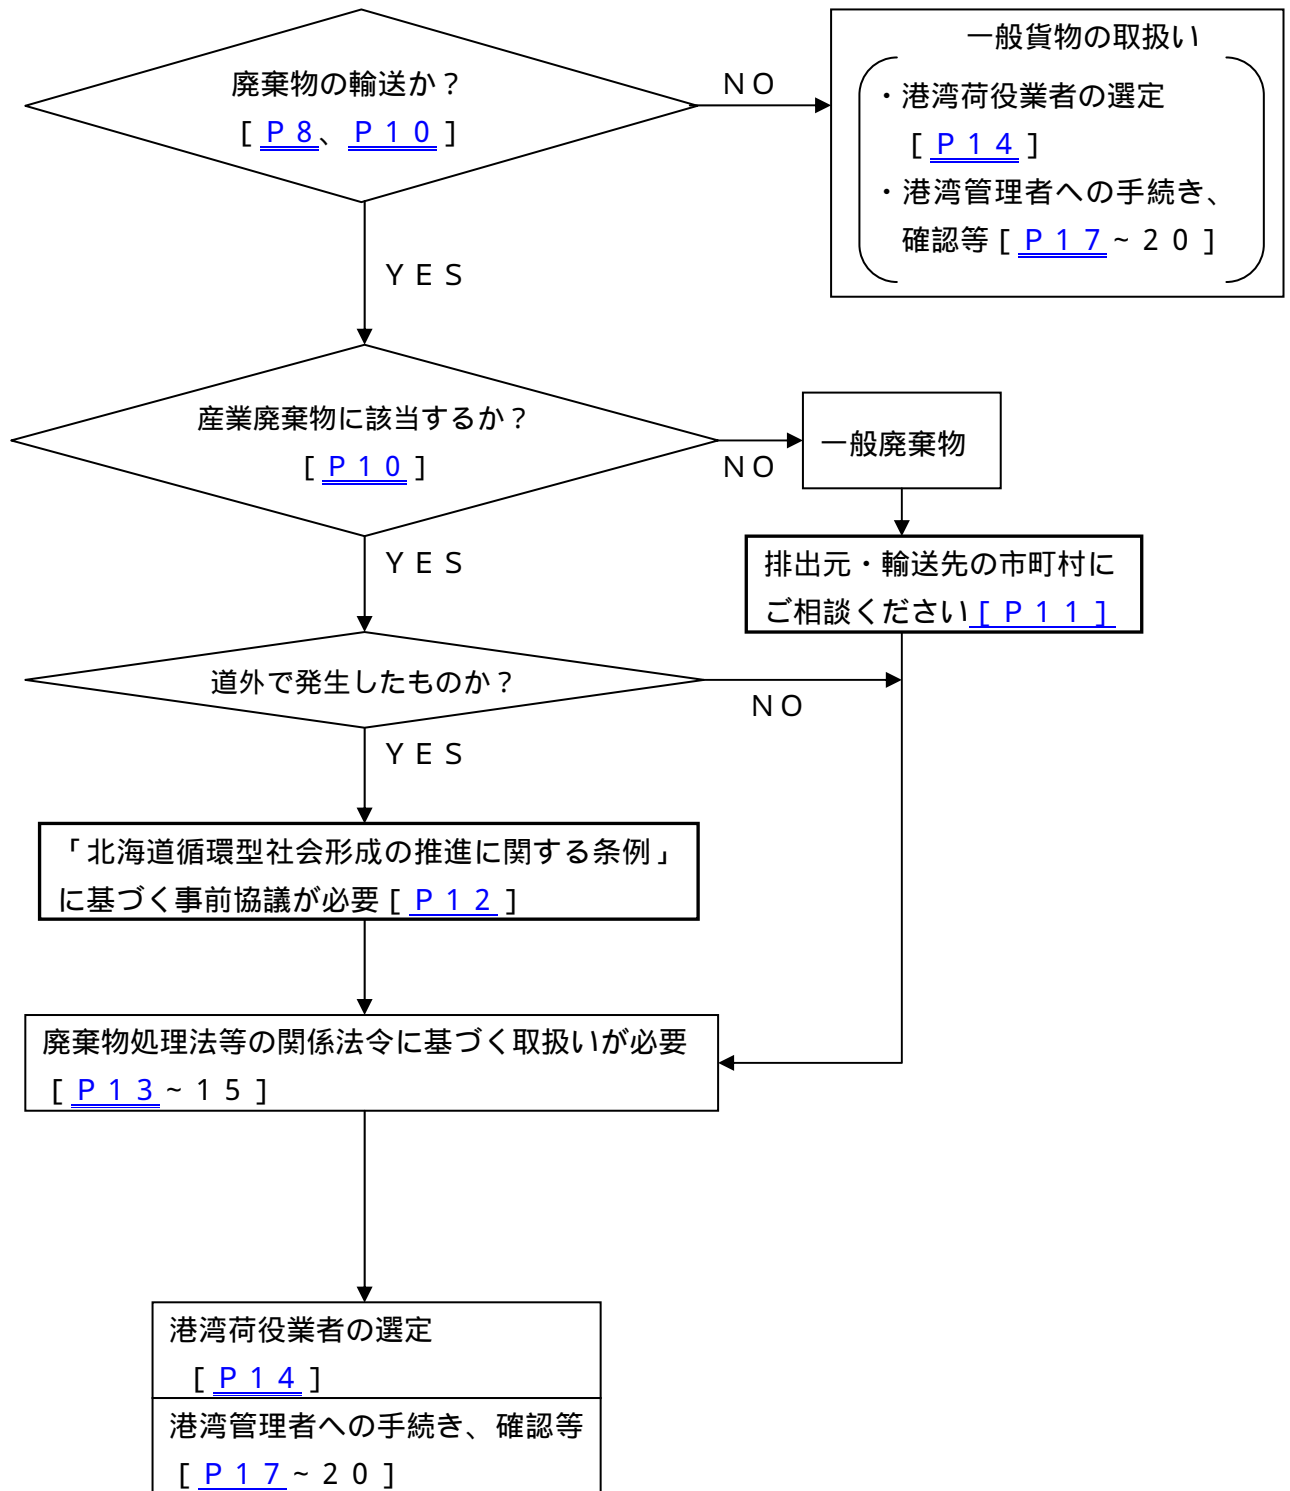 廃棄物の輸送か？
[ P８、P１０ ]
ＮＯ
一般貨物の取扱い
・港湾荷役業者の選定
[ P１４ ]
・港湾管理者への手続き、
確認等 [ P１７ ~ ２０ ]
ＹＥＳ
産業廃棄物に該当するか？
[ P１０ ]
ＮＯ
一般廃棄物
ＹＥＳ
排出元・輸送先の市町村に
ご相談ください [ P１１ ]
道外で発生したものか？
ＮＯ
ＹＥＳ
「北海道循環型社会形成の推進に関する条例」
に基づく事前協議が必要 [ P１２ ]
廃棄物処理法等の関係法令に基づく取扱いが必要
[ P１３ ~ １５ ]
港湾荷役業者の選定
[ P１４ ]
港湾管理者への手続き、確認等
[ P１７ ~ ２０ ]